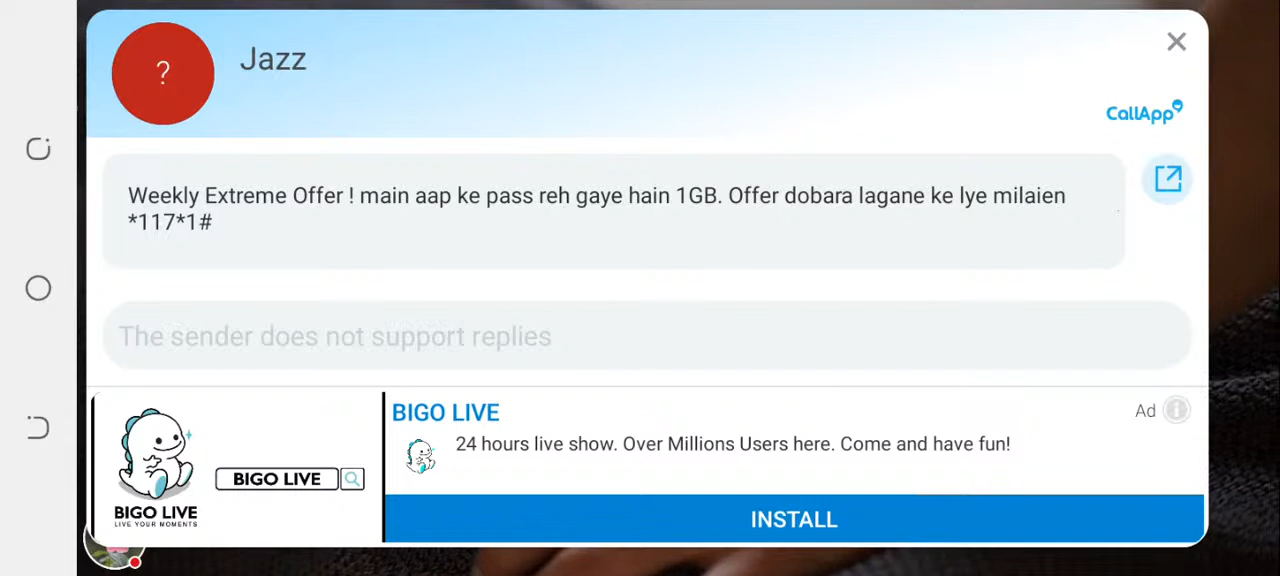 ?
Jazz
CallApp
Weekly Extreme Offer ! main aap ke pass reh gaye hain 1GB. Offer dobara lagane ke lye milaien
*117*1#
The sender does not support replies
BIGO LIVE
Ad
24 hours live show. Over Millions Users here. Come and have fun!
BIGO LIVE
BIGO LIVE
LIVE YOUR MOMENTS
INSTALL